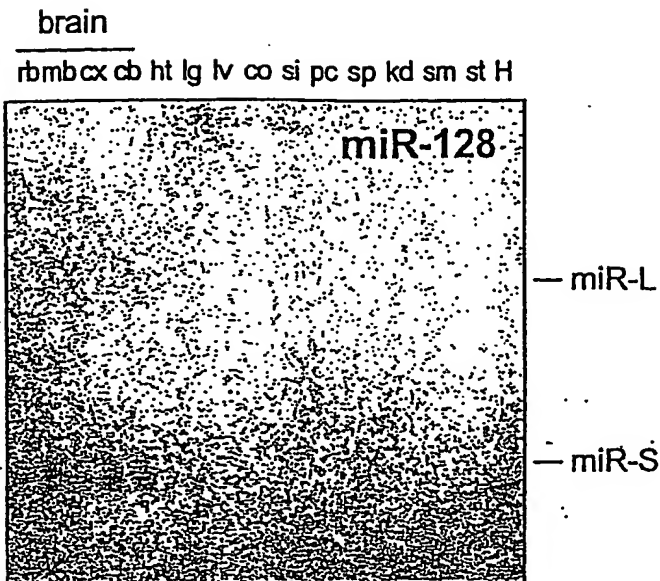 brain
rb mb cx cb ht lg lv co si pc sp kd sm st H
miR-128
miR-L
miR-S